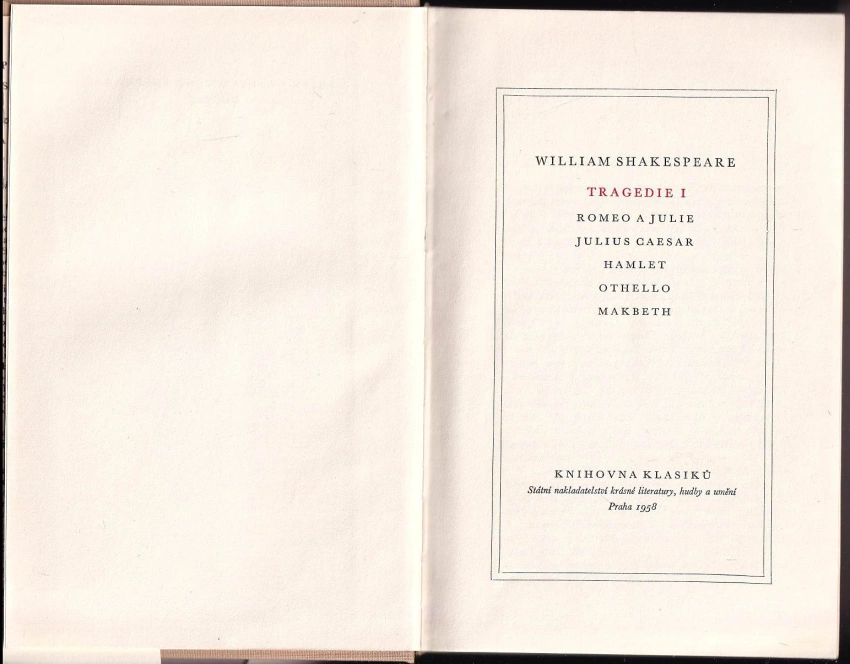 WILLIAM SHAKESPEARE
TRAGEDIE I
ROMEO A JULIE
JULIUS CAESAR
HAMLET
OTHELLO
MAKBETH
KNIHOVNA KLASIKŮ
Státní nakladatelství krásné literatury, hudby a umění
Praha 1958